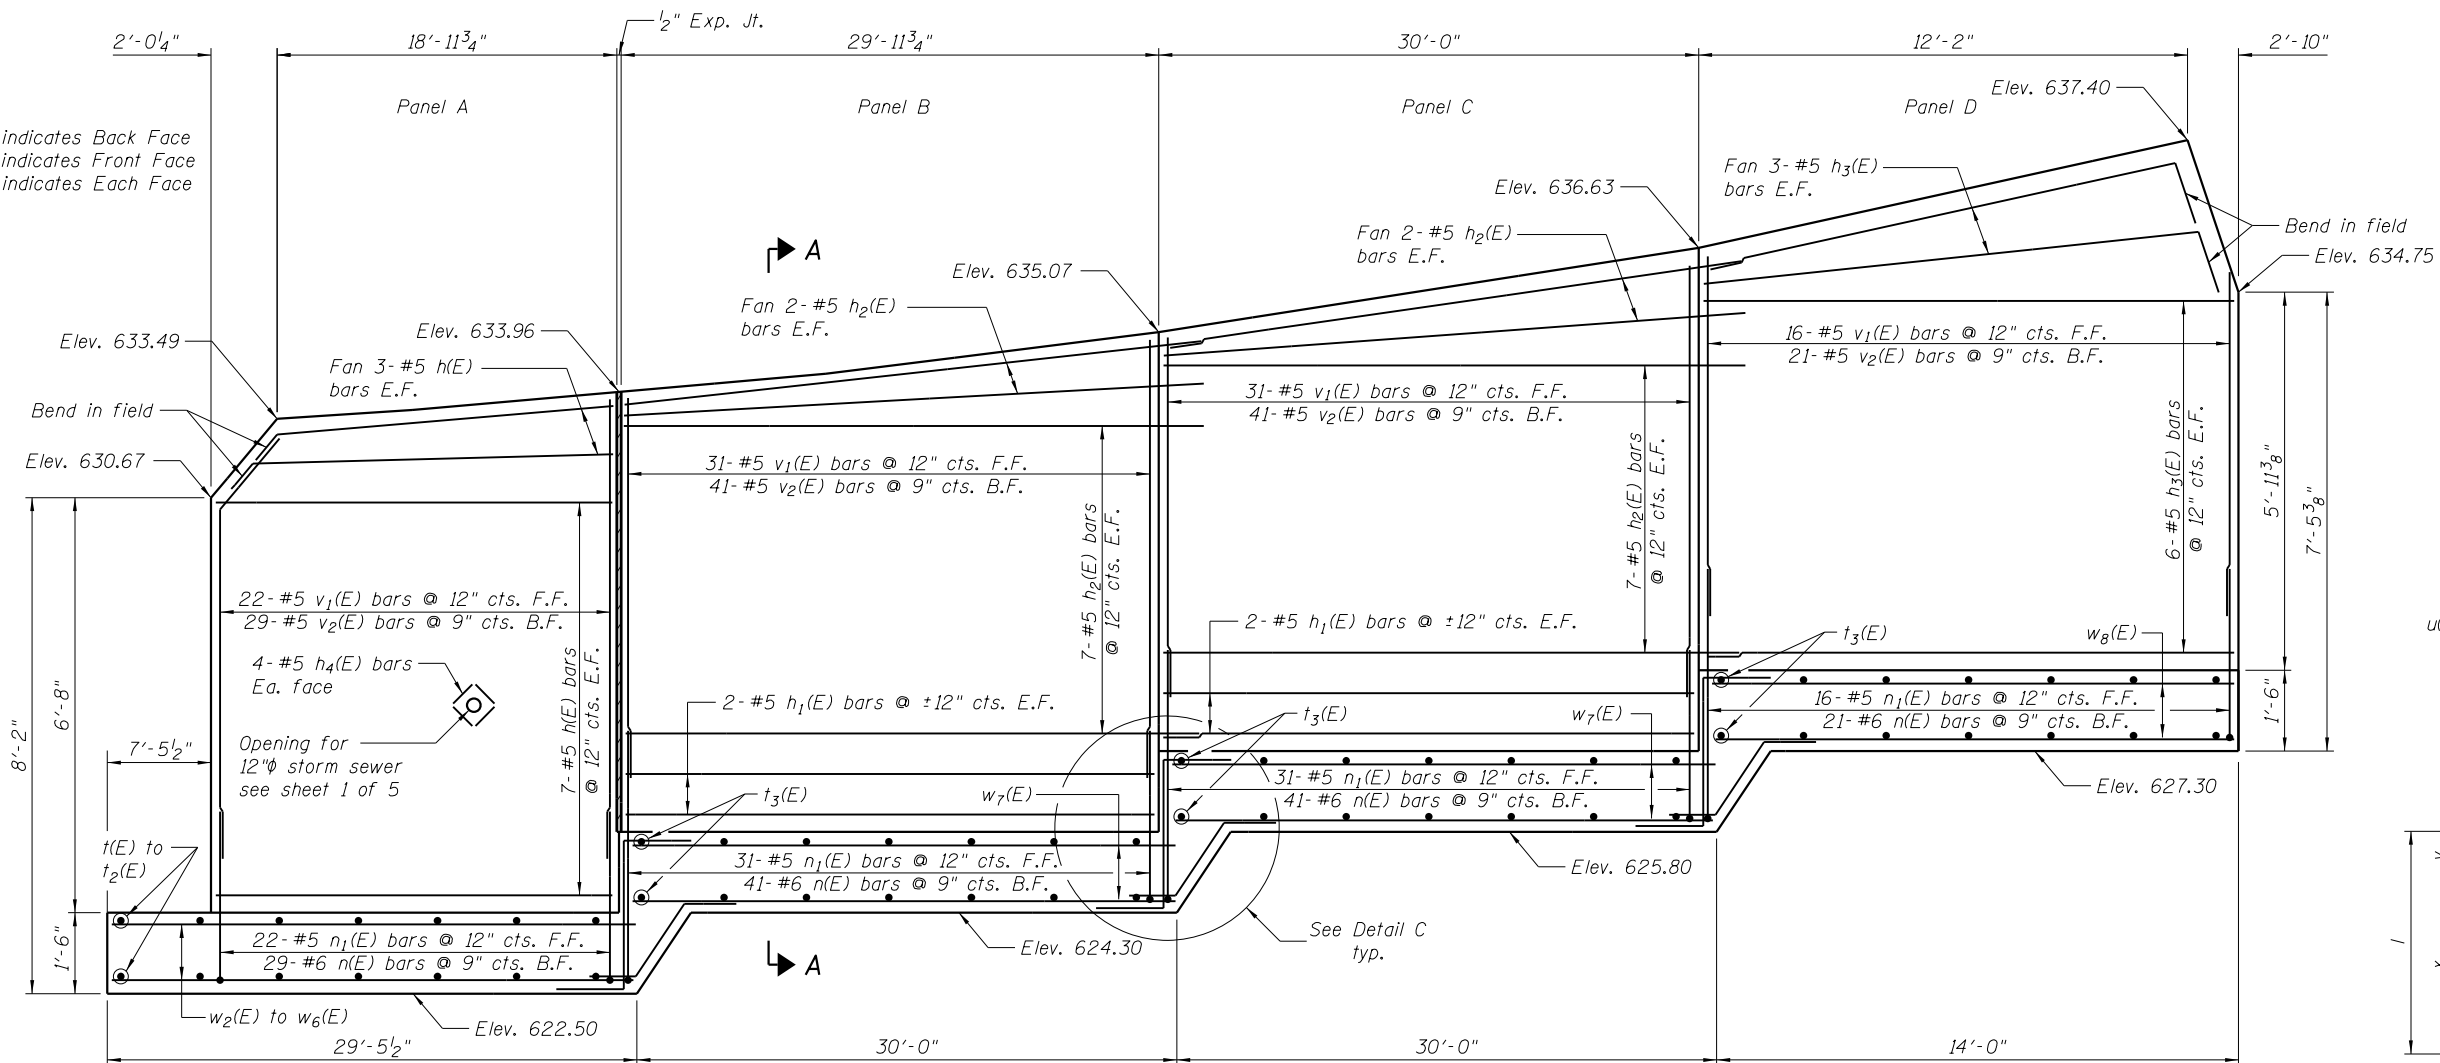 1/2" Exp. Jt.
2'-0 1/4"
18'-11 3/4"
29'-11 3/4"
30'-0"
12'-2"
2'-10"
Panel A
Panel B
Panel C
Panel D
Elev. 637.40
indicates Back Face
indicates Front Face
indicates Each Face
Fan 3-#5 h3(E)
bars E.F.
Elev. 636.63
Bend in field
Elev. 634.75
Fan 2-#5 h2(E)
bars E.F.
A
Elev. 635.07
Fan 2-#5 h2(E)
bars E.F.
Elev. 633.96
Elev. 633.49
Fan 3-#5 h(E)
bars E.F.
Bend in field
Elev. 630.67
16-#5 v1(E) bars @ 12" cts. F.F.
21-#5 v2(E) bars @ 9" cts. B.F.
31-#5 v1(E) bars @ 12" cts. F.F.
41-#5 v2(E) bars @ 9" cts. B.F.
31-#5 v1(E) bars @ 12" cts. F.F.
41-#5 v2(E) bars @ 9" cts. B.F.
22-#5 v1(E) bars @ 12" cts. F.F.
29-#5 v2(E) bars @ 9" cts. B.F.
7-#5 h(E) bars
@ 12" cts. E.F.
7-#5 h2(E) bars
@ 12" cts. E.F.
7-#5 h2(E) bars
@ 12" cts. E.F.
6-#5 h3(E) bars
@ 12" cts. E.F.
5'-11 3/8"
7'-5 3/8"
1'-6"
8'-2"
6'-8"
1'-6"
7'-5 1/2"
4-#5 h4(E) bars
Ea. face
Opening for
12"ϕ storm sewer
see sheet 1 of 5
2-#5 h1(E) bars @ ±12" cts. E.F.
2-#5 h1(E) bars @ ±12" cts. E.F.
t3(E)
w8(E)
16-#5 n1(E) bars @ 12" cts. F.F.
21-#6 n(E) bars @ 9" cts. B.F.
t3(E)
w7(E)
31-#5 n1(E) bars @ 12" cts. F.F.
41-#6 n(E) bars @ 9" cts. B.F.
Elev. 627.30
t3(E)
w7(E)
31-#5 n1(E) bars @ 12" cts. F.F.
41-#6 n(E) bars @ 9" cts. B.F.
Elev. 625.80
t(E) to
t2(E)
22-#5 n1(E) bars @ 12" cts. F.F.
29-#6 n(E) bars @ 9" cts. B.F.
Elev. 624.30
See Detail C
typ.
A
w2(E) to w6(E)
Elev. 622.50
29'-5 1/2"
30'-0"
30'-0"
14'-0"